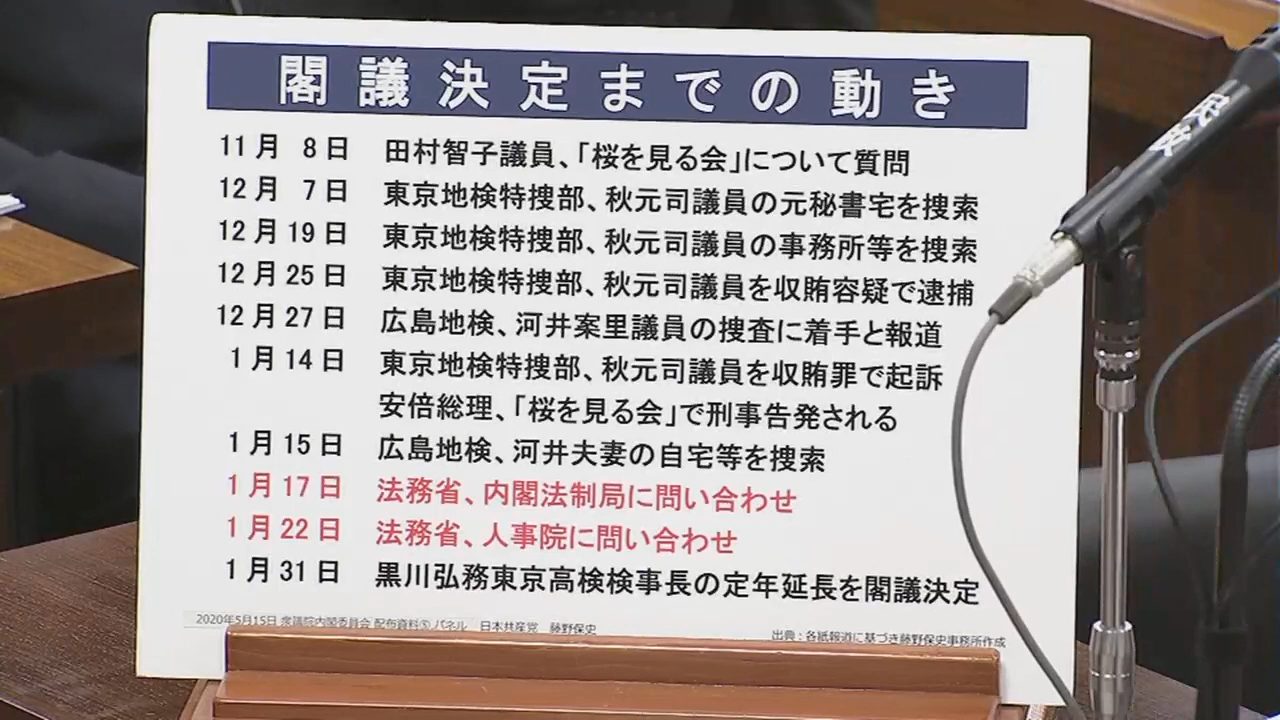 閣議決定までの動き
11月 8日 田村智子議員、「桜を見る会」について質問
12月 7日 東京地検特捜部、秋元司議員の元秘書宅を捜索
12月19日 東京地検特捜部、秋元司議員の事務所等を捜索
12月25日 東京地検特捜部、秋元司議員を収賄容疑で逮捕
12月27日 広島地検、河井案里議員の捜査に着手と報道
1月14日 東京地検特捜部、秋元司議員を収賄罪で起訴
安倍総理、「桜を見る会」で刑事告発される
1月15日 広島地検、河井夫妻の自宅等を捜索
1月17日 法務省、内閣法制局に問い合わせ
1月22日 法務省、人事院に問い合わせ
1月31日 黒川弘務東京高検検事長の定年延長を閣議決定
2020年5月15日 衆議院内閣委員会 配布資料⑤ パネル 日本共産党 藤野保史
出典:各紙報道に基づき藤野保史事務所作成
民放